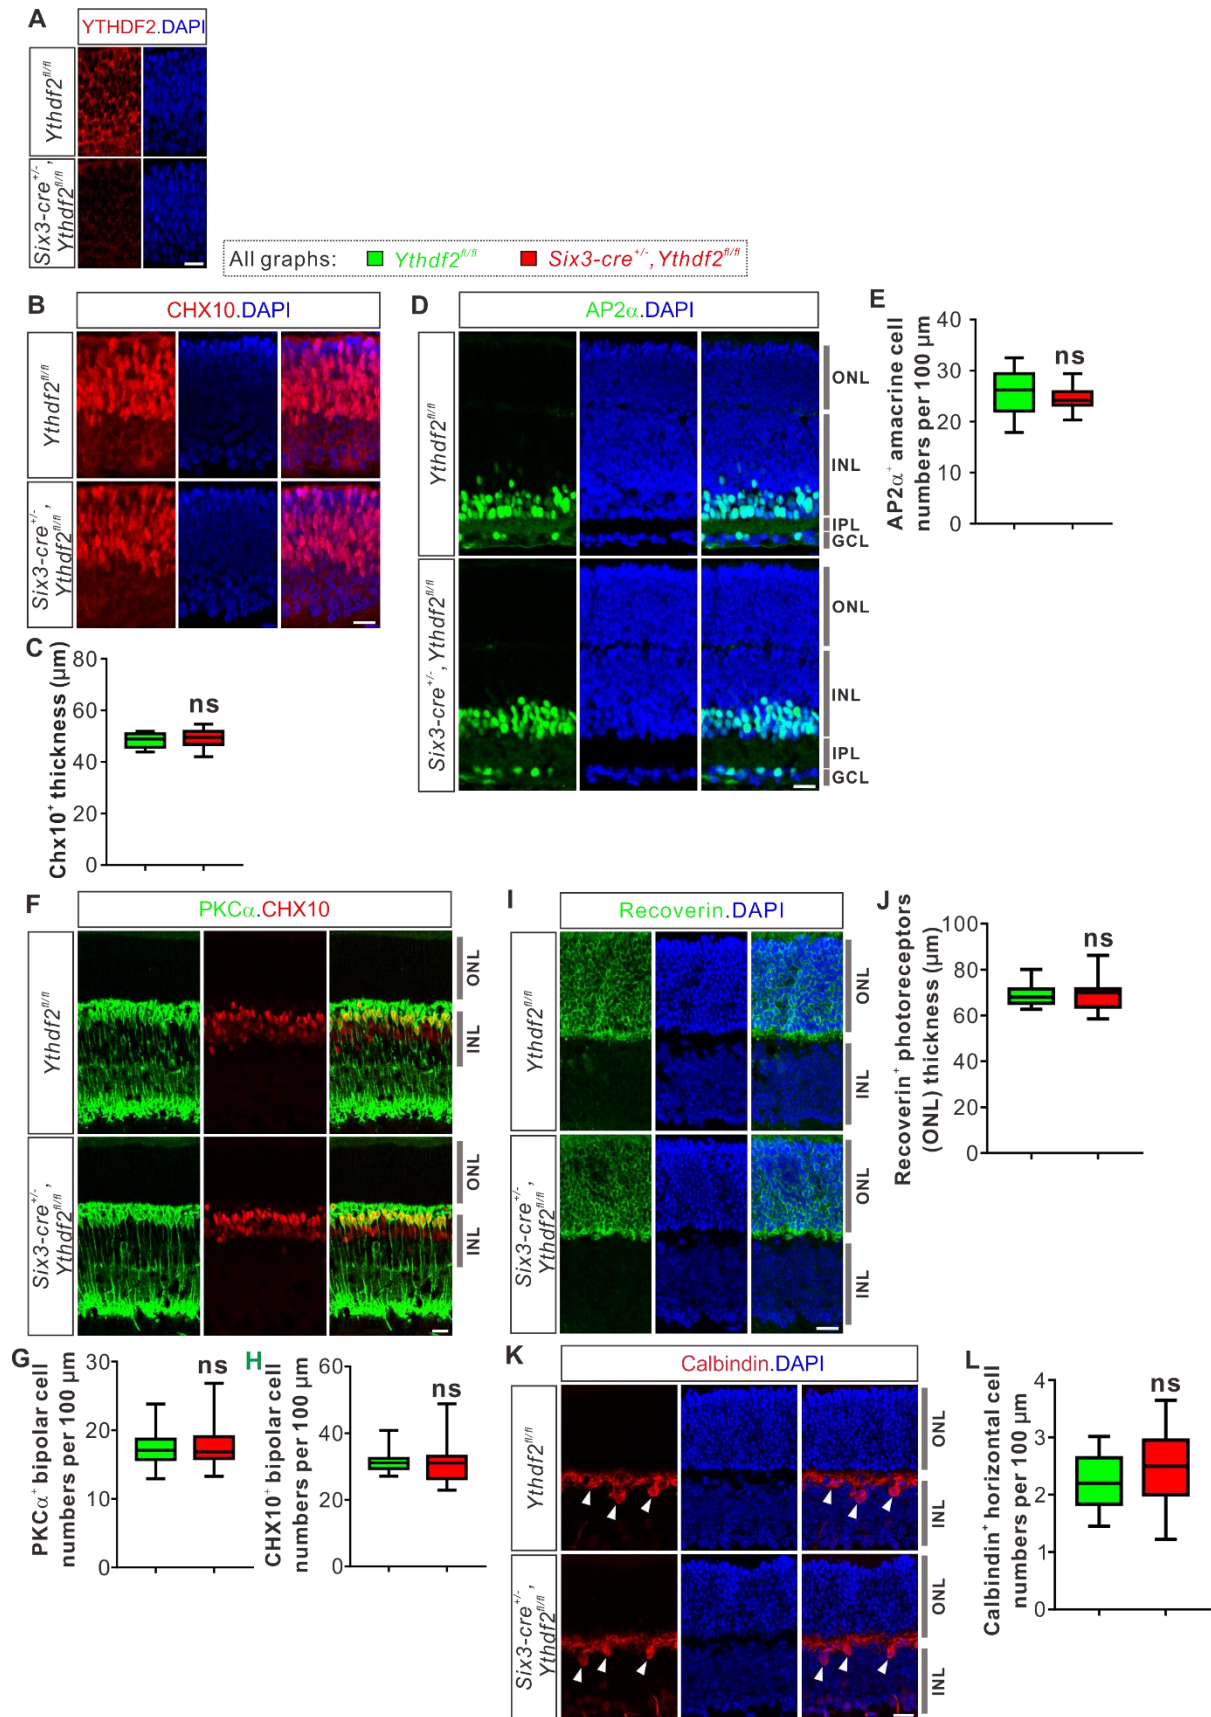 A
YTHDF2.DAPI
Ythdf2fl/fl
Six3-cre+/-,
Ythdf2fl/fl
All graphs: Ythdf2fl/fl Six3-cre+/-,Ythdf2fl/fl
B
CHX10.DAPI
Ythdf2fl/fl
Six3-cre+/-,
Ythdf2fl/fl
C
Chx10+ thickness (µm)
80
60
40
20
0
ns
D
AP2α.DAPI
Ythdf2fl/fl
Six3-cre+/-,Ythdf2fl/fl
ONL
INL
IPL
GCL
ONL
INL
IPL
GCL
E
AP2α+ amacrine cell
numbers per 100 µm
40
30
20
10
0
ns
F
PKCα.CHX10
Ythdf2fl/fl
Six3-cre+/-,
Ythdf2fl/fl
ONL
INL
ONL
INL
G
PKCα+ bipolar cell
numbers per 100 µm
30
20
10
0
ns
H
CHX10+ bipolar cell
numbers per 100 µm
60
40
20
0
ns
I
Recoverin.DAPI
Ythdf2fl/fl
Six3-cre+/-,
Ythdf2fl/fl
ONL
INL
ONL
INL
J
Recoverin+ photoreceptors
(ONL) thickness (µm)
100
80
60
40
20
0
ns
K
Calbindin.DAPI
Ythdf2fl/fl
Six3-cre+/-,
Ythdf2fl/fl
ONL
INL
ONL
INL
L
Calbindin+ horizontal cell
numbers per 100 µm
4
3
2
1
0
ns